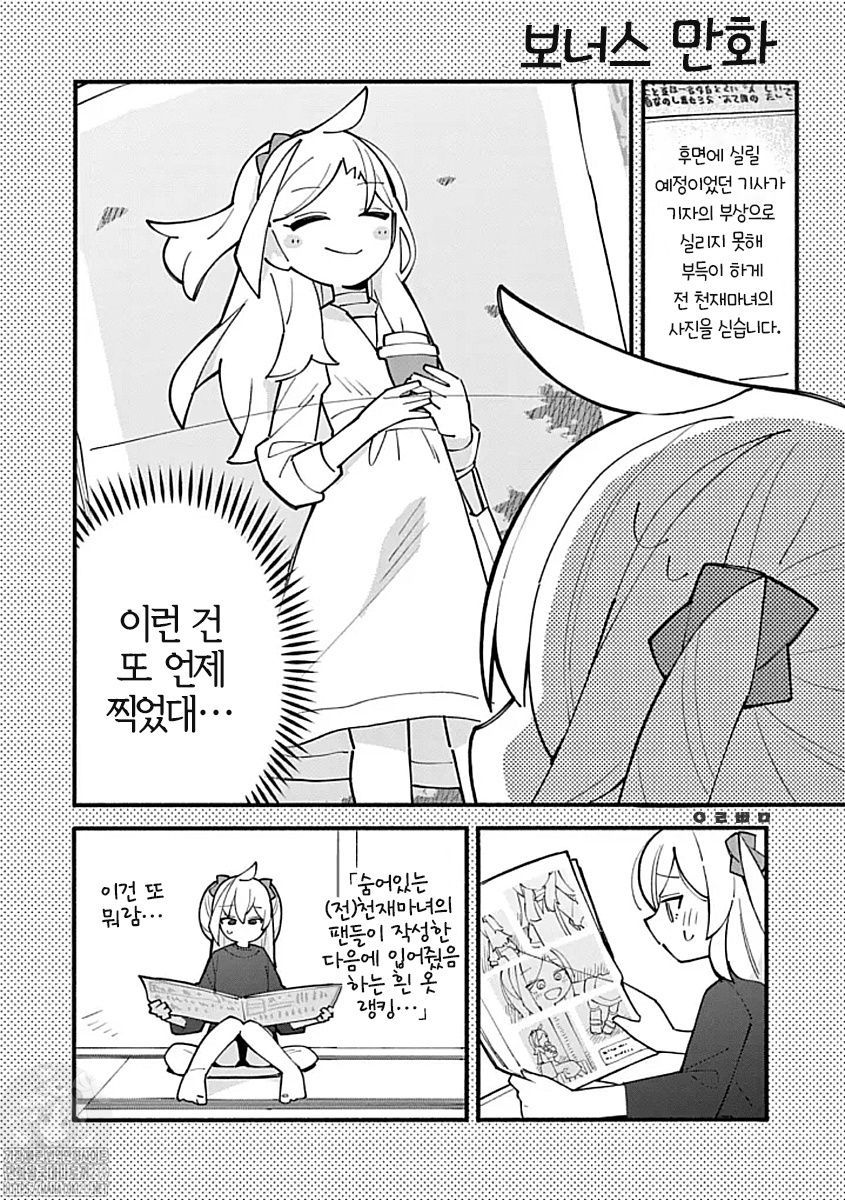 보너스 만화
후면에 실릴
예정이었던 기사가
기자의 부상으로
실리지 못해
부득이 하게
전 천재마녀의
사진을 싣습니다.
이런 건
또 언제
찍었대…
「숨어있는
(전)천재마녀의
팬들이 작성한
다음에 입어줬음
하는 흰 옷
랭킹…」
이건 또
뭐람…